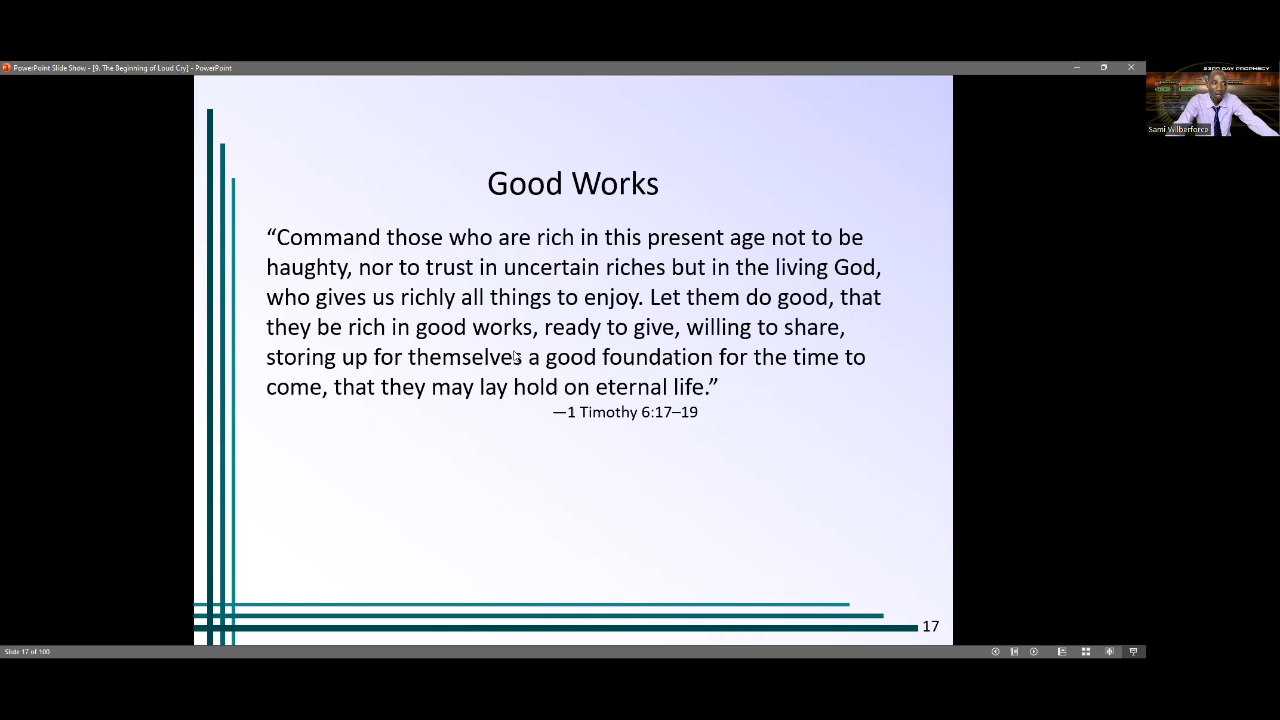 PowerPoint Slide Show - [9. The Beginning of Loud Cry] - PowerPoint
2300 DAY PROPHECY
Sami Wilberforce
Good Works
“Command those who are rich in this present age not to be
haughty, nor to trust in uncertain riches but in the living God,
who gives us richly all things to enjoy. Let them do good, that
they be rich in good works, ready to give, willing to share,
storing up for themselves a good foundation for the time to
come, that they may lay hold on eternal life.”
—1 Timothy 6:17–19
17
Slide 17 of 100